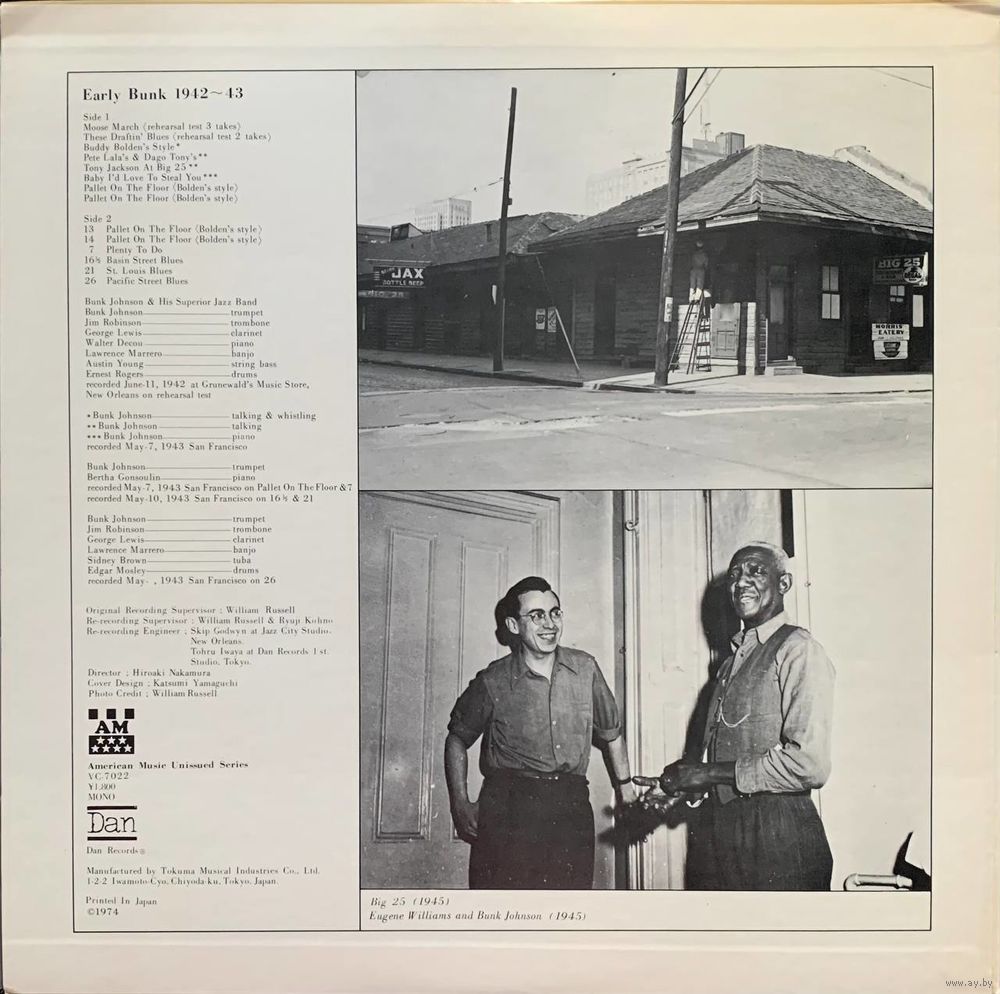 Early Bunk 1942~43
Side 1
Moose March (rehearsal test 3 takes)
These Draftin' Blues (rehearsal test 2 takes)
Buddy Bolden's Style*
Pete Lala's & Dago Tony's**
Tony Jackson At Big 25**
Baby I'd Love To Steal You***
Pallet On The Floor (Bolden's style)
Pallet On The Floor (Bolden's style)
Side 2
13 Pallet On The Floor (Bolden's style)
14 Pallet On The Floor (Bolden's style)
7 Plenty To Do
16½ Basin Street Blues
21 St. Louis Blues
26 Pacific Street Blues
Bunk Johnson & His Superior Jazz Band
Bunk Johnson trumpet
Jim Robinson trombone
George Lewis clarinet
Walter Decou piano
Lawrence Marrero banjo
Austin Young string bass
Ernest Rogers drums
recorded June-11, 1942 at Grunewald's Music Store,
New Orleans on rehearsal test
*Bunk Johnson talking & whistling
**Bunk Johnson talking
***Bunk Johnson piano
recorded May-7, 1943 San Francisco
Bunk Johnson trumpet
Bertha Gonsoulin piano
recorded May-7, 1943 San Francisco on Pallet On The Floor &7
recorded May-10, 1943 San Francisco on 16½ & 21
Bunk Johnson trumpet
Jim Robinson trombone
George Lewis clarinet
Lawrence Marrero banjo
Sidney Brown tuba
Edgar Mosley drums
recorded May- , 1943 San Francisco on 26
Original Recording Supervisor ; William Russell
Re-recording Supervisor ; William Russell & Ryuji Kohno
Re-recording Engineer ; Skip Godwyn at Jazz City Studio.
New Orleans.
Tohru Iwaya at Dan Records 1 st.
Studio, Tokyo.
Director ; Hiroaki Nakamura
Cover Design ; Katsumi Yamaguchi
Photo Credit ; William Russell
AM
American Music Unissued Series
VC-7022
¥1,800
MONO
Dan
Dan Records®
Manufactured by Tokuma Musical Industries Co., Ltd.
1-2-2 Iwamoto-Cyo, Chiyoda-ku, Tokyo, Japan.
Printed In Japan
©1974
JAX
BOTTLE BEER
BIG 25
BIG 25
MORRIS'
EATERY
Big 25 (1945)
Eugene Williams and Bunk Johnson (1945)
www.ay.by